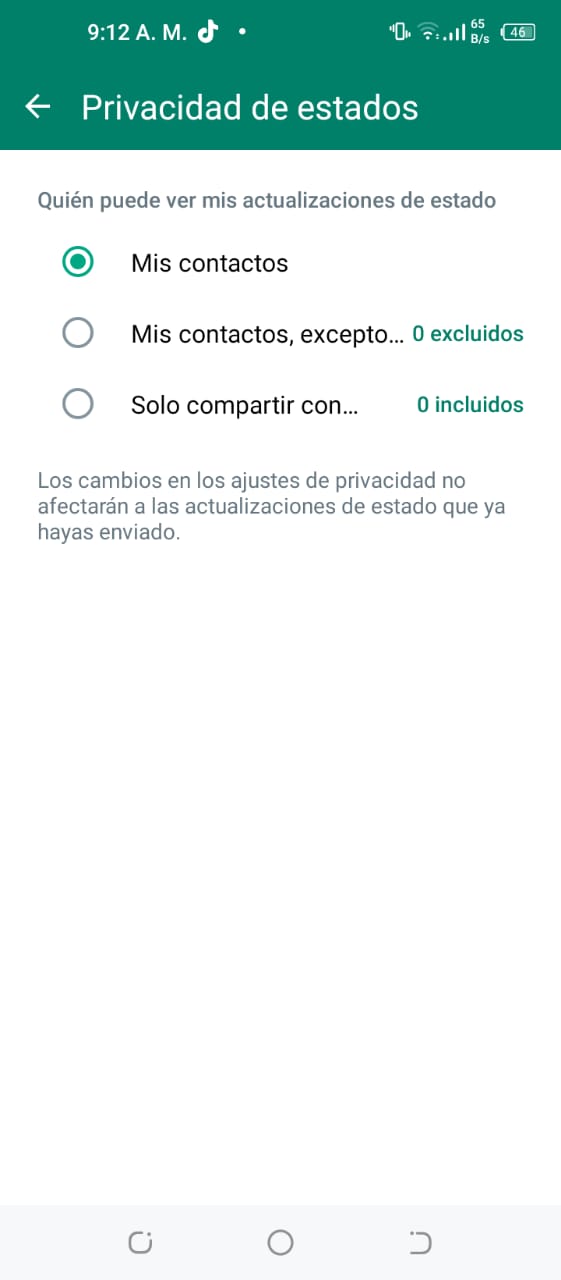 9:12 A. M.
65
B/s
46
Privacidad de estados
Quién puede ver mis actualizaciones de estado
Mis contactos
Mis contactos, excepto... 0 excluidos
Solo compartir con... 0 incluidos
Los cambios en los ajustes de privacidad no
afectarán a las actualizaciones de estado que ya
hayas enviado.